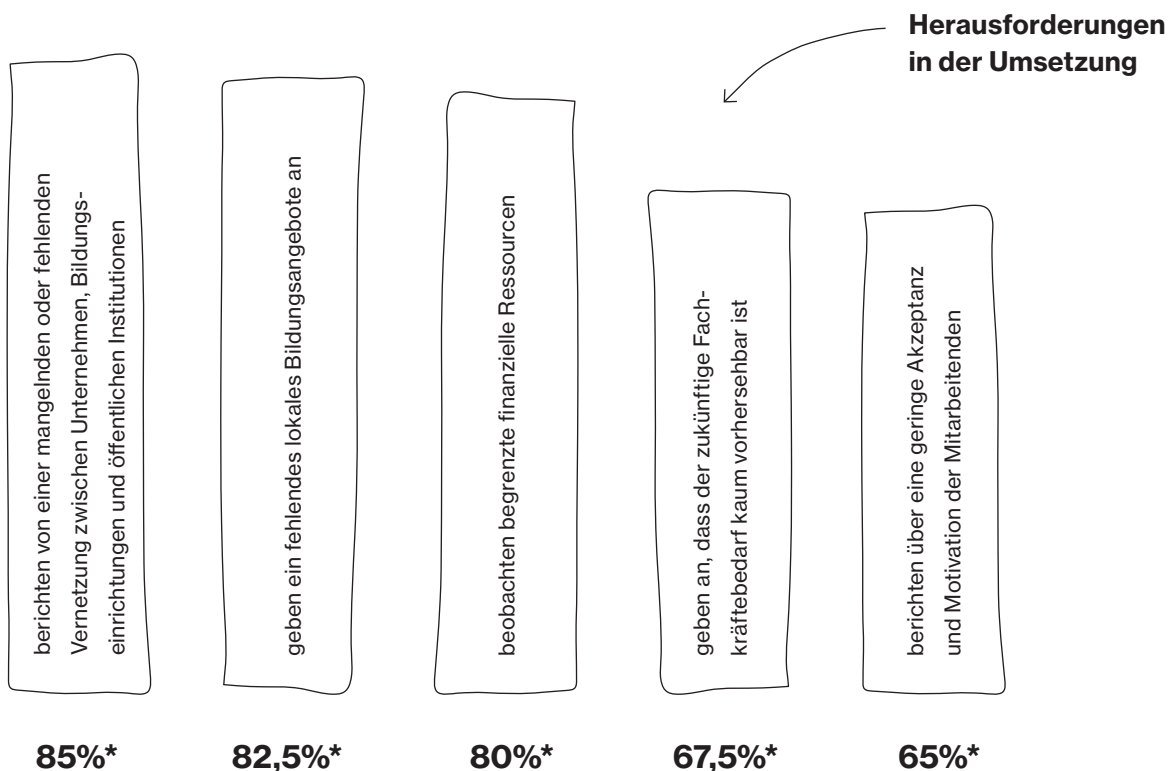 Herausforderungen
in der Umsetzung
berichten von einer mangelnden oder fehlenden
Vernetzung zwischen Unternehmen, Bildungs-
einrichtungen und öffentlichen Institutionen
geben ein fehlendes lokales Bildungsangebote an
beobachten begrenzte finanzielle Ressourcen
geben an, dass der zukünftige Fach-
kräftebedarf kaum vorhersehbar ist
berichten über eine geringe Akzeptanz
und Motivation der Mitarbeitenden
85%*
82,5%*
80%*
67,5%*
65%*